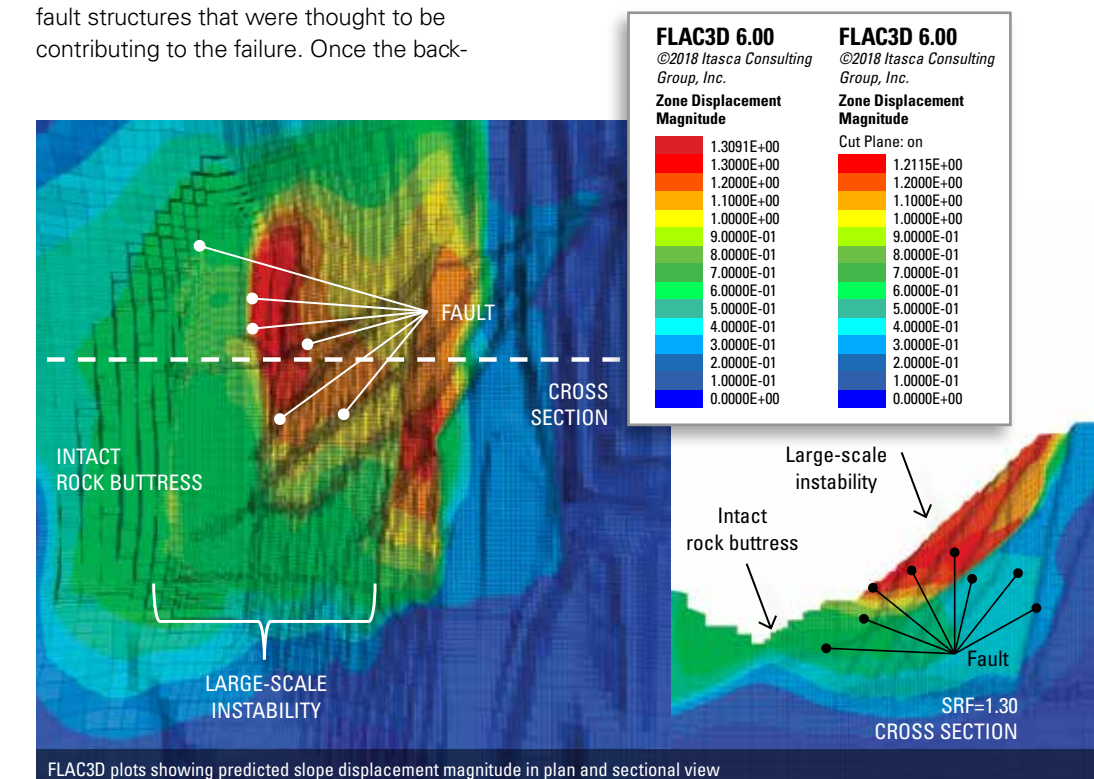 fault structures that were thought to be
contributing to the failure. Once the back-
FLAC3D 6.00
©2018 Itasca Consulting
Group, Inc.
Zone Displacement
Magnitude
1.3091E+00
1.3000E+00
1.2000E+00
1.1000E+00
1.0000E+00
9.0000E-01
8.0000E-01
7.0000E-01
6.0000E-01
5.0000E-01
4.0000E-01
3.0000E-01
2.0000E-01
1.0000E-01
0.0000E+00
FLAC3D 6.00
©2018 Itasca Consulting
Group, Inc.
Zone Displacement
Magnitude
Cut Plane: on
1.2115E+00
1.2000E+00
1.1000E+00
1.0000E+00
9.0000E-01
8.0000E-01
7.0000E-01
6.0000E-01
5.0000E-01
4.0000E-01
3.0000E-01
2.0000E-01
1.0000E-01
0.0000E+00
FAULT
CROSS
SECTION
INTACT
ROCK BUTTRESS
LARGE-SCALE
INSTABILITY
Large-scale
instability
Intact
rock buttress
Fault
SRF=1.30
CROSS SECTION
FLAC3D plots showing predicted slope displacement magnitude in plan and sectional view